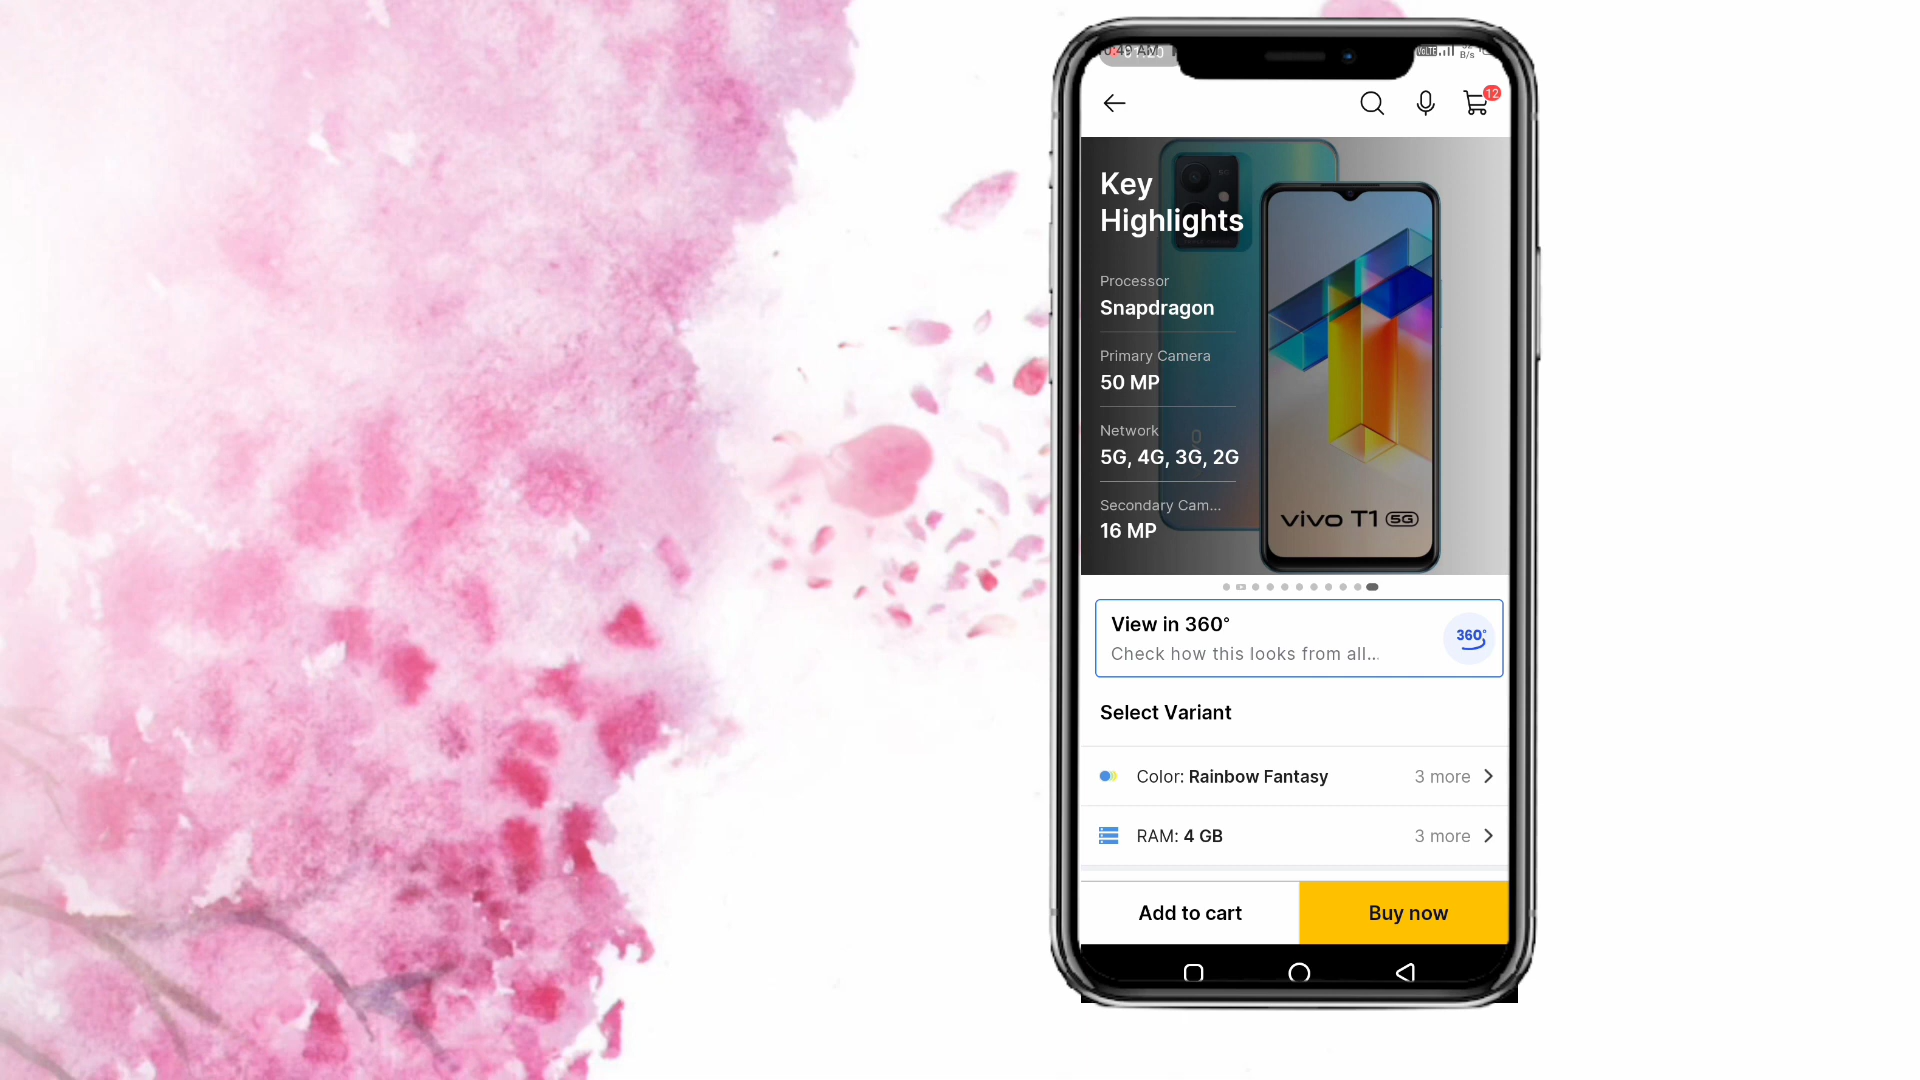 12
Key
Highlights
Processor
Snapdragon
Primary Camera
50 MP
Network
5G, 4G, 3G, 2G
Secondary Cam...
16 MP
vivo T1 5G
View in 360°
Check how this looks from all...
360°
Select Variant
Color: Rainbow Fantasy
3 more
RAM: 4 GB
3 more
Add to cart
Buy now